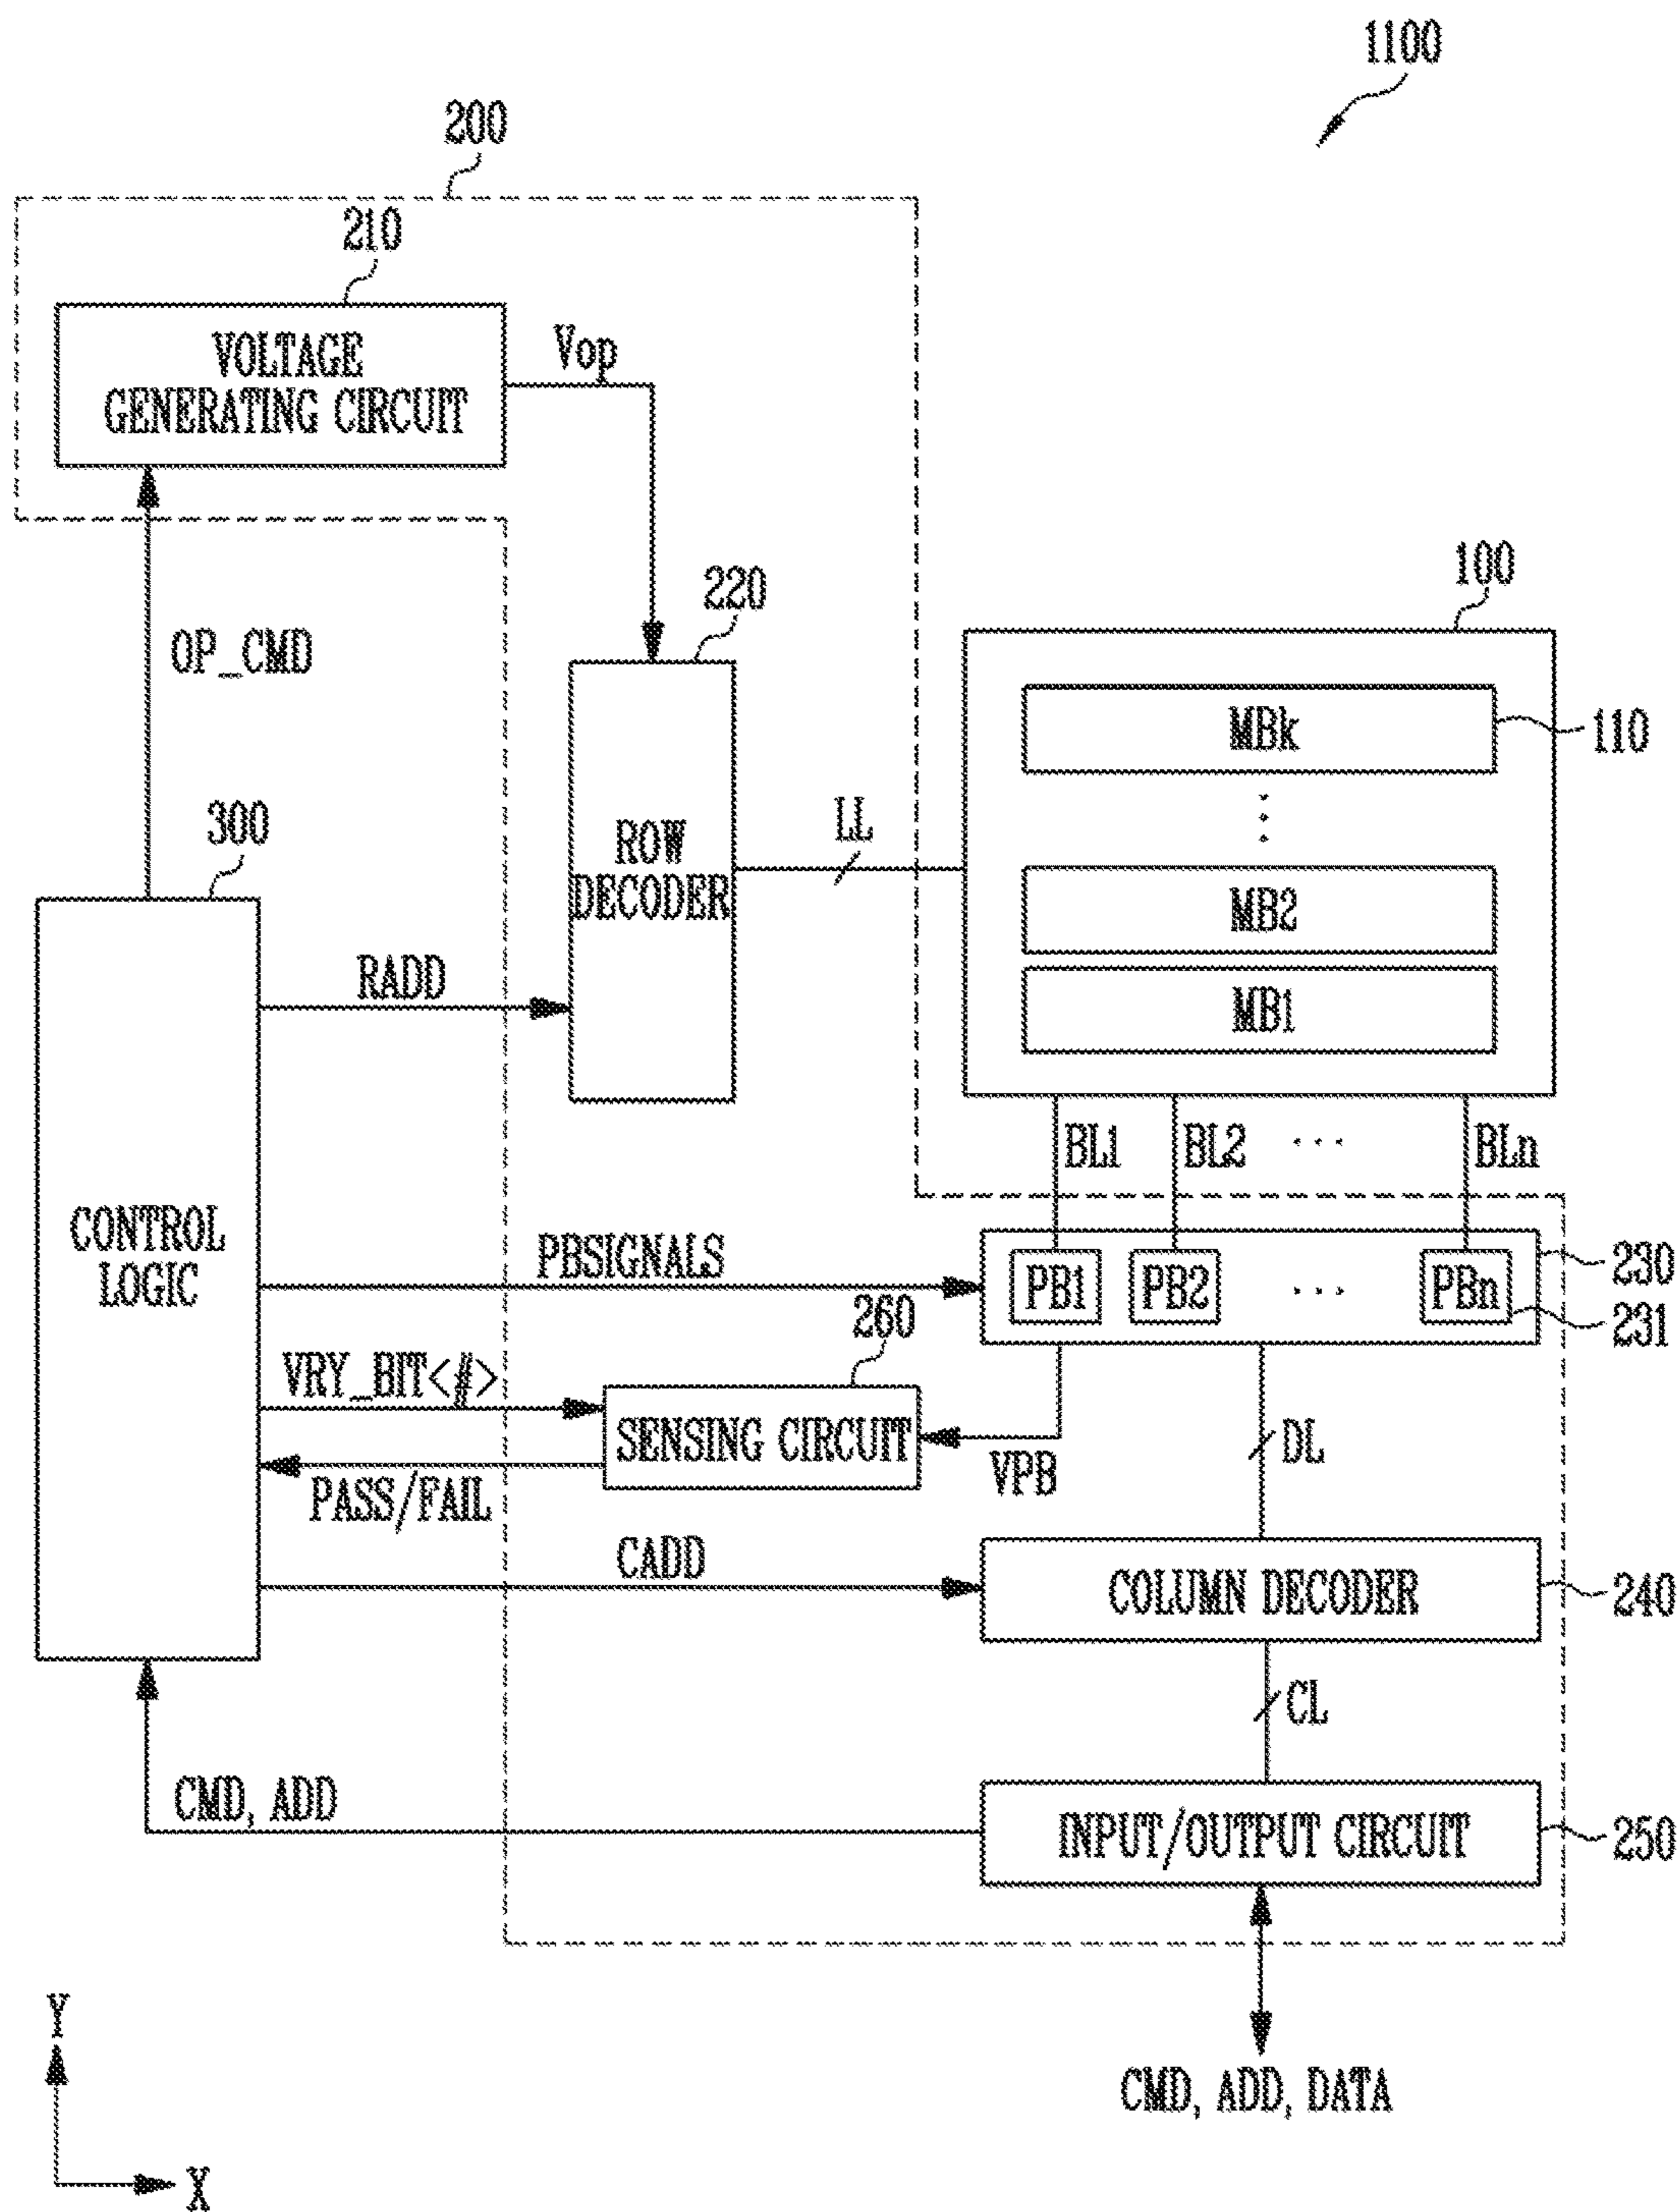 1100
200
210
VOLTAGE
GENERATING CIRCUIT
Vop
OP_CMD
220
ROW
DECODER
100
MBk
110
MB2
MB1
LL
300
CONTROL
LOGIC
RADD
BL1
BL2
...
BLn
PBSIGNALS
PB1
PB2
...
PBn
230
231
260
VRY_BIT<#>
SENSING CIRCUIT
PASS/FAIL
VPB
DL
CADD
COLUMN DECODER
240
CL
CMD, ADD
INPUT/OUTPUT CIRCUIT
250
CMD, ADD, DATA
Y
X